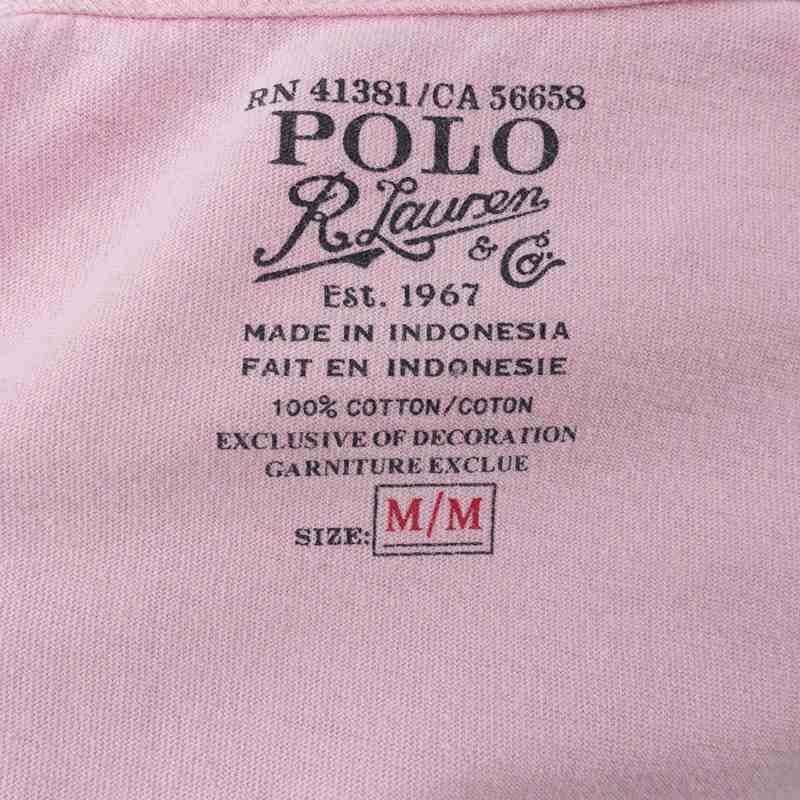 RN 41381/CA 56658
POLO
R Lauren
& Co.
Est. 1967
MADE IN INDONESIA
FAIT EN INDONESIE
100% COTTON/COTON
EXCLUSIVE OF DECORATION
GARNITURE EXCLUE
SIZE: M/M